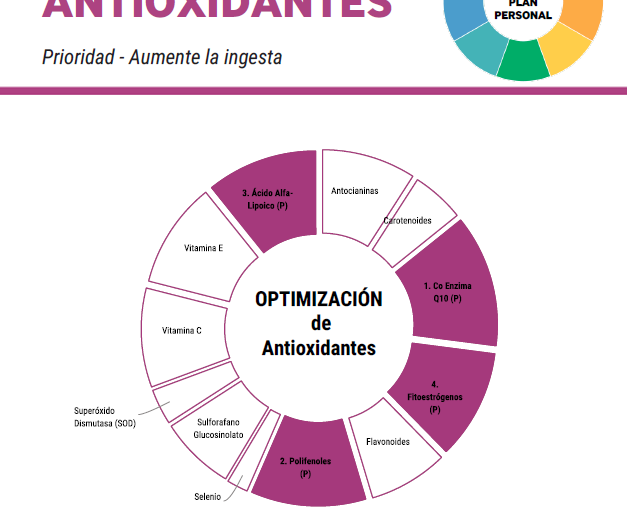 ANTIOXIDANTES
PLAN
PERSONAL
Prioridad - Aumente la ingesta
3. Ácido Alfa-
Lipoico (P)
Antocianinas
Carotenoides
Vitamina E
1. Co Enzima
Q10 (P)
OPTIMIZACIÓN
de
Antioxidantes
Vitamina C
4.
Fitoestrógenos
(P)
Superóxido
Dismutasa (SOD)
Sulforafano
Glucosinolato
Flavonoides
2. Polifenoles
(P)
Selenio